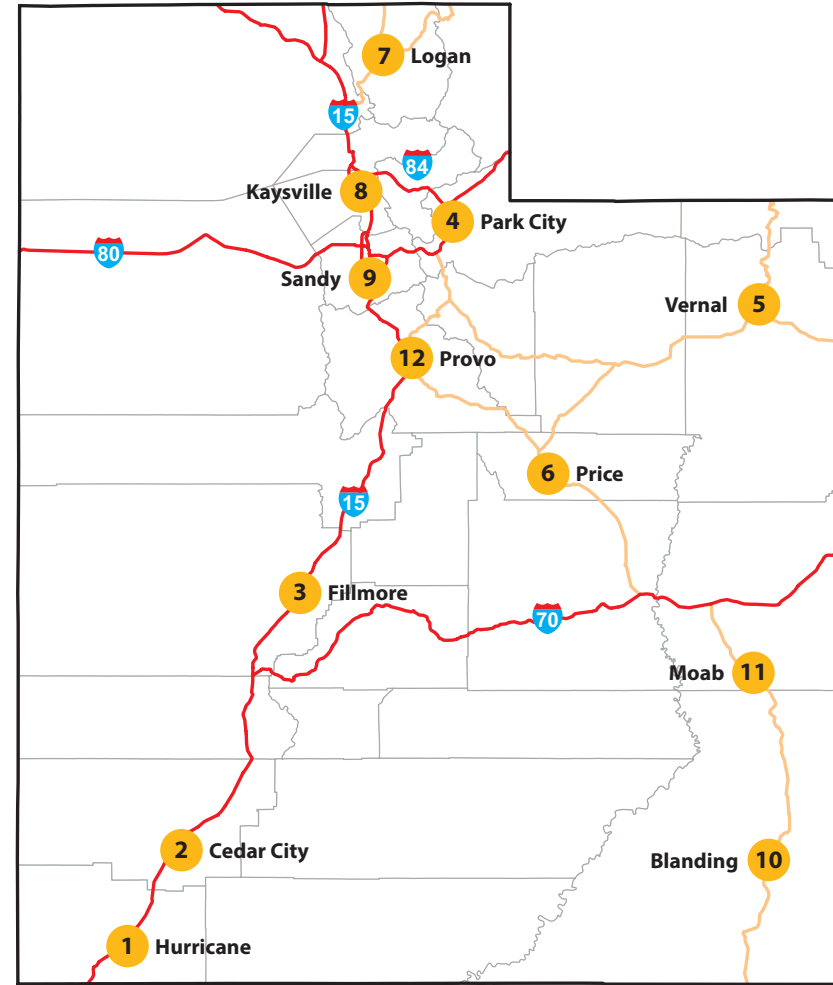 7 Logan
15
84
Kaysville 8
4 Park City
80
Sandy 9
Vernal 5
12 Provo
6 Price
15
3 Fillmore
70
Moab 11
2 Cedar City
Blanding 10
1 Hurricane